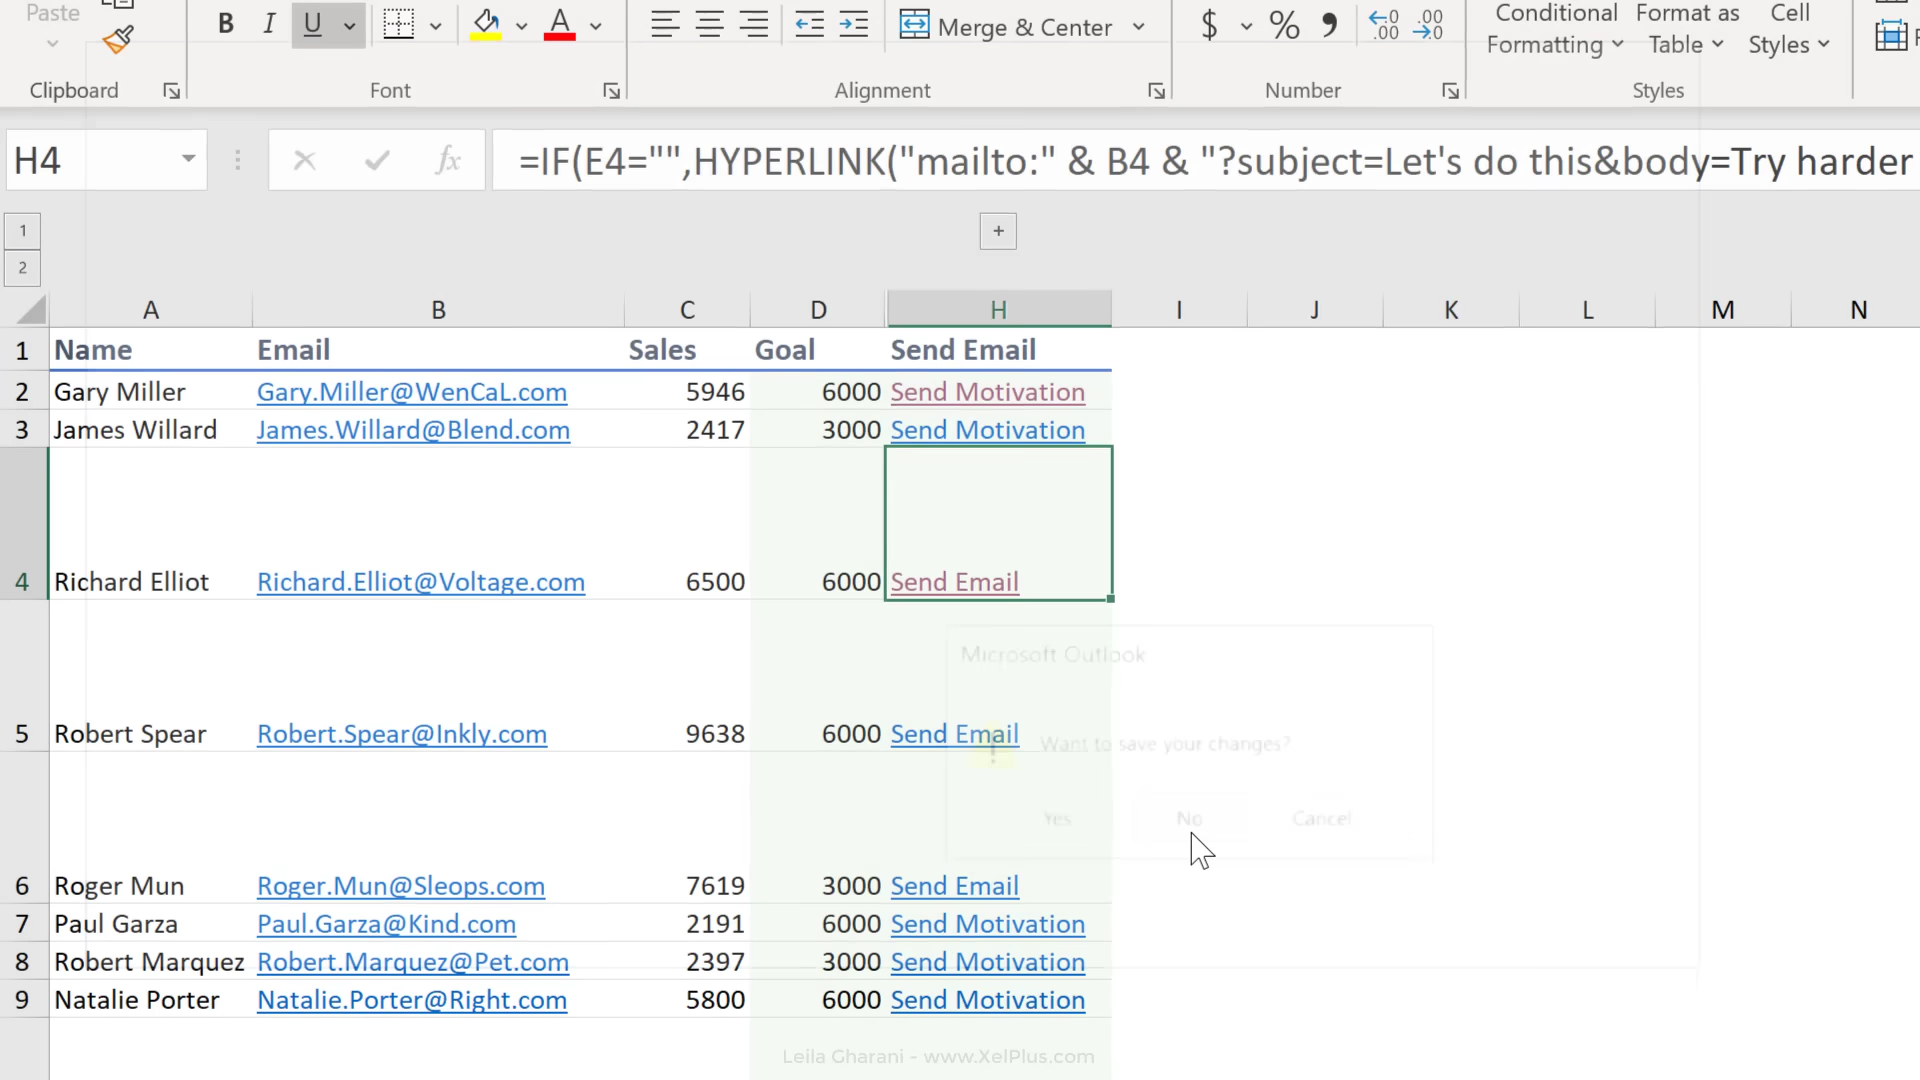 Paste
B I U
A
Merge & Center
$ % 9
←0 .00
.00 →0
Conditional Formatting
Format as Table
Cell Styles
Clipboard Font Alignment Number Styles
H4 fx =IF(E4="",HYPERLINK("mailto:" & B4 & "?subject=Let's do this&body=Try harder
1
2
+
A B C D H I J K L M N
1 Name Email Sales Goal Send Email
2 Gary Miller Gary.Miller@WenCaL.com 5946 6000 Send Motivation
3 James Willard James.Willard@Blend.com 2417 3000 Send Motivation
4 Richard Elliot Richard.Elliot@Voltage.com 6500 6000 Send Email
Microsoft Outlook
5 Robert Spear Robert.Spear@Inkly.com 9638 6000 Send Email
Want to save your changes?
Yes No Cancel
6 Roger Mun Roger.Mun@Sleops.com 7619 3000 Send Email
7 Paul Garza Paul.Garza@Kind.com 2191 6000 Send Motivation
8 Robert Marquez Robert.Marquez@Pet.com 2397 3000 Send Motivation
9 Natalie Porter Natalie.Porter@Right.com 5800 6000 Send Motivation
Leila Gharani - www.XelPlus.com